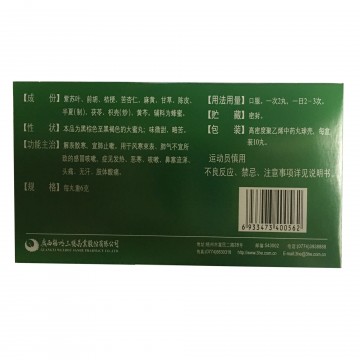 [成 份] 紫苏叶、前胡、桔梗、苦杏仁、麻黄、甘草、陈皮、
半夏(制)、茯苓、枳壳(炒)、黄芩。辅料为蜂蜜。
[性 状] 本品为黑棕色至黑褐色的大蜜丸；味微甜、略苦。
[功能主治] 解表散寒，宣肺止嗽。用于风寒束表、肺气不宣所
致的感冒咳嗽，症见发热、恶寒、咳嗽、鼻塞流涕、
头痛、无汗、肢体酸痛。
[规 格] 每丸重6克
[用法用量] 口服，一次2丸，一日2~3次。
[贮 藏] 密封。
[包 装] 高密度聚乙烯中药丸球壳，每盒
装10丸。
运动员慎用
不良反应、禁忌、注意事项详见说明书。
6 933473 400562